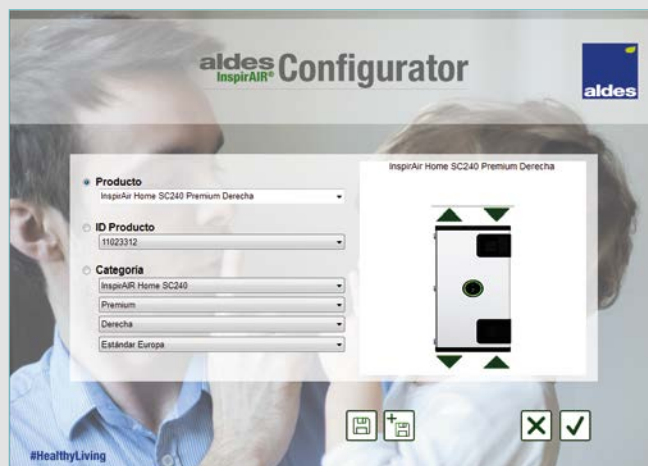 aldes
InspirAIR® Configurator
aldes
InspirAir Home SC240 Premium Derecha
Producto
InspirAir Home SC240 Premium Derecha
ID Producto
11023312
Categoría
InspirAIR Home SC240
Premium
Derecha
Estándar Europa
#HealthyLiving